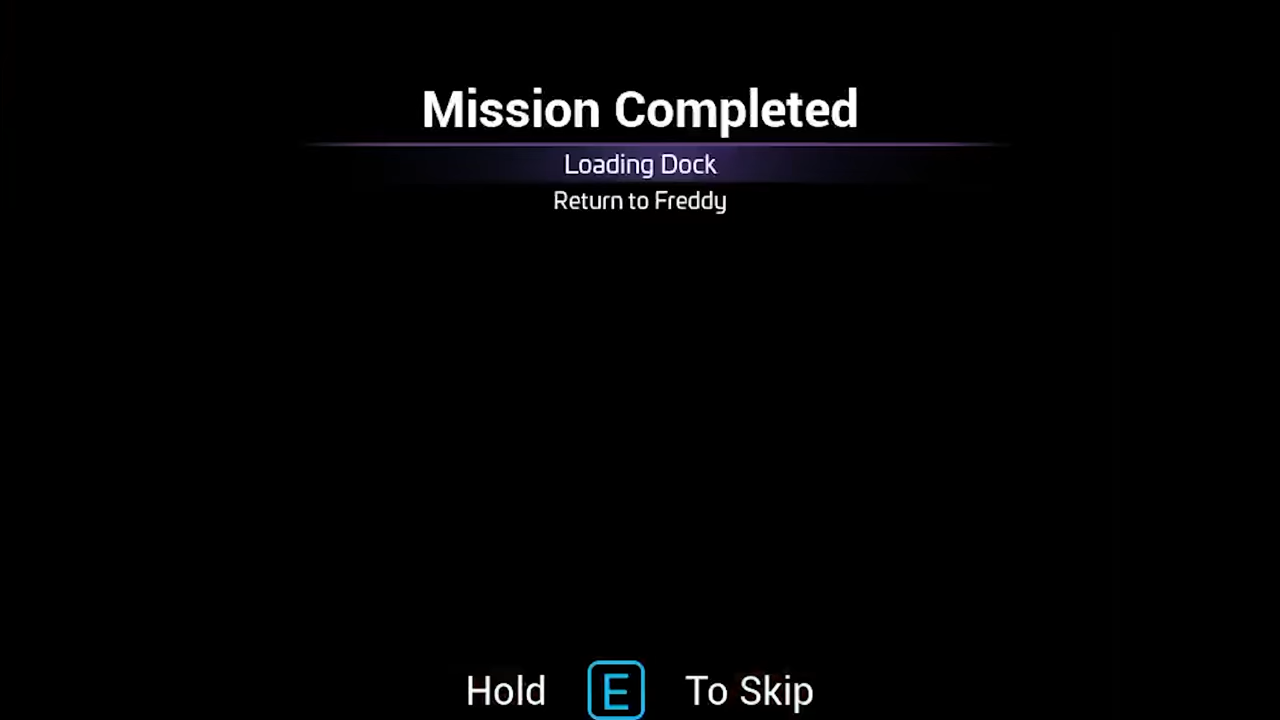 Mission Completed
Loading Dock
Return to Freddy
Hold E To Skip